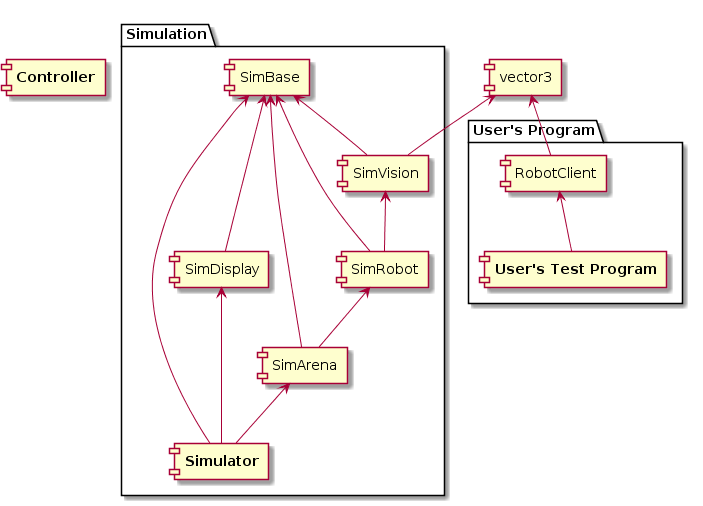 Simulation
Controller
SimBase
vector3
User's Program
SimVision
RobotClient
SimDisplay
SimRobot
User's Test Program
SimArena
Simulator